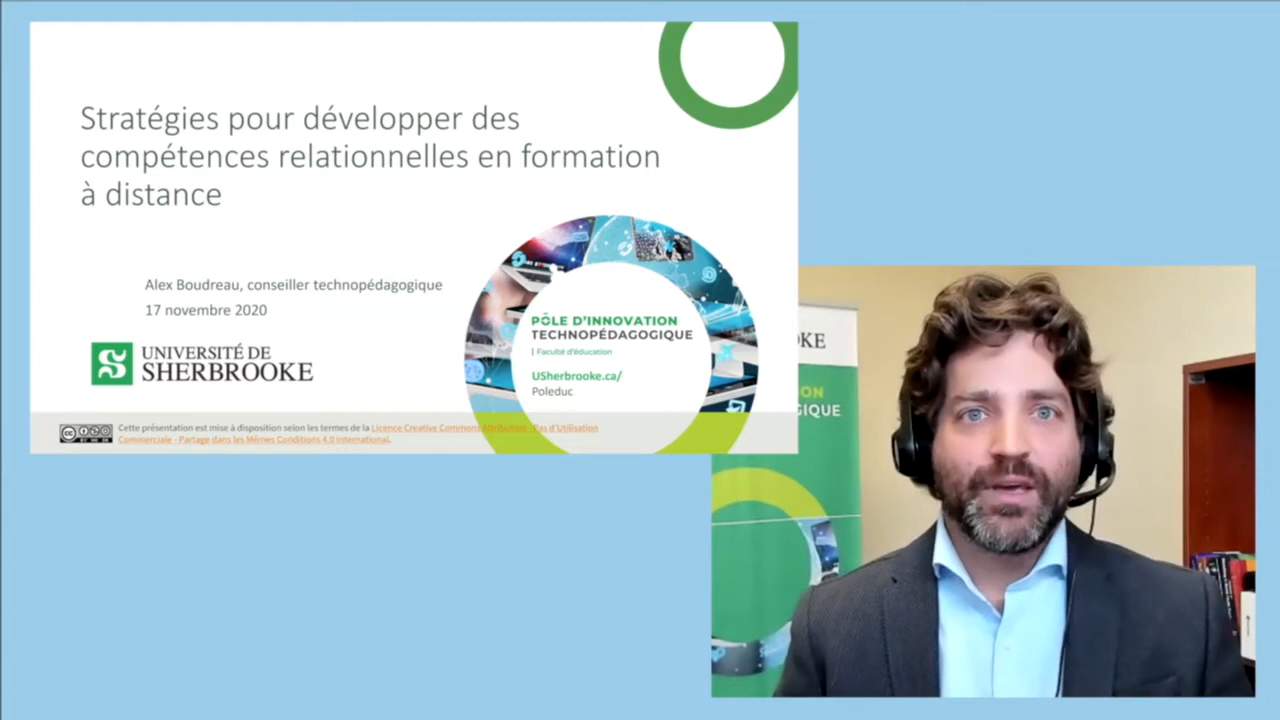 Stratégies pour développer des
compétences relationnelles en formation
à distance
Alex Boudreau, conseiller technopédagogique
17 novembre 2020
UNIVERSITÉ DE
SHERBROOKE
PÔLE D'INNOVATION
TECHNOPÉDAGOGIQUE
| Faculté d'éducation
USherbrooke.ca/
Poleduc
Cette présentation est mise à disposition selon les termes de la Licence Creative Commons Attribution - Pas d'Utilisation
Commerciale - Partage dans les Mêmes Conditions 4.0 International.
OKE
ON
GIQUE